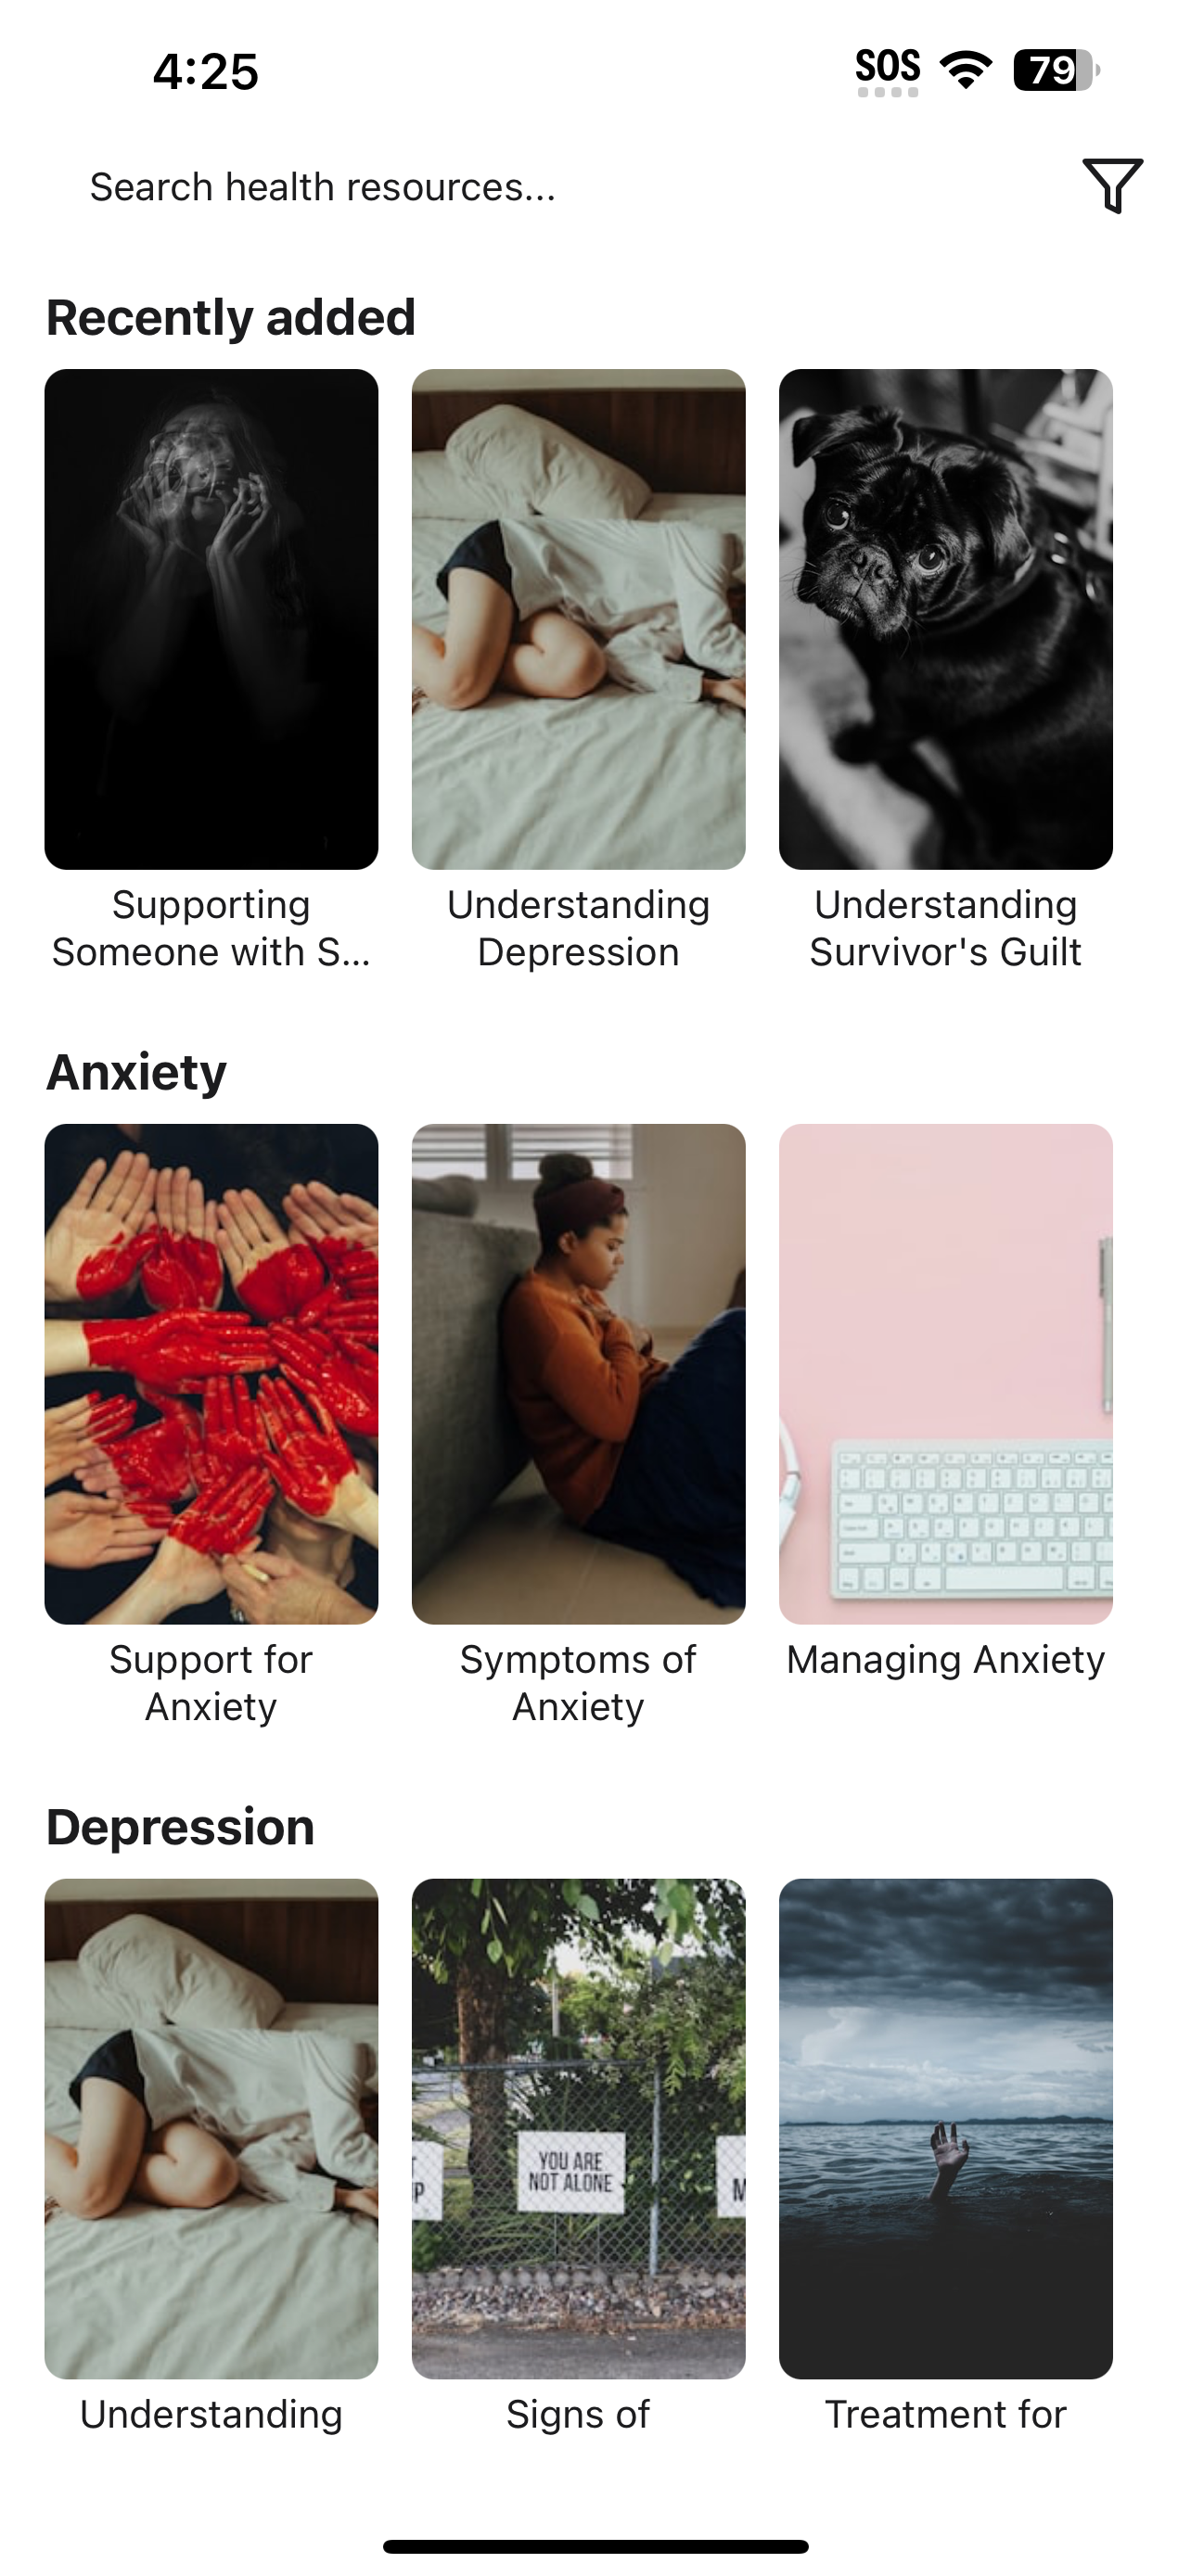 4:25
SOS
79
Search health resources...
Recently added
Supporting
Someone with S...
Understanding
Depression
Understanding
Survivor's Guilt
Anxiety
Support for
Anxiety
Symptoms of
Anxiety
Managing Anxiety
Depression
P
YOU ARE
NOT ALONE
M
Understanding
Signs of
Treatment for